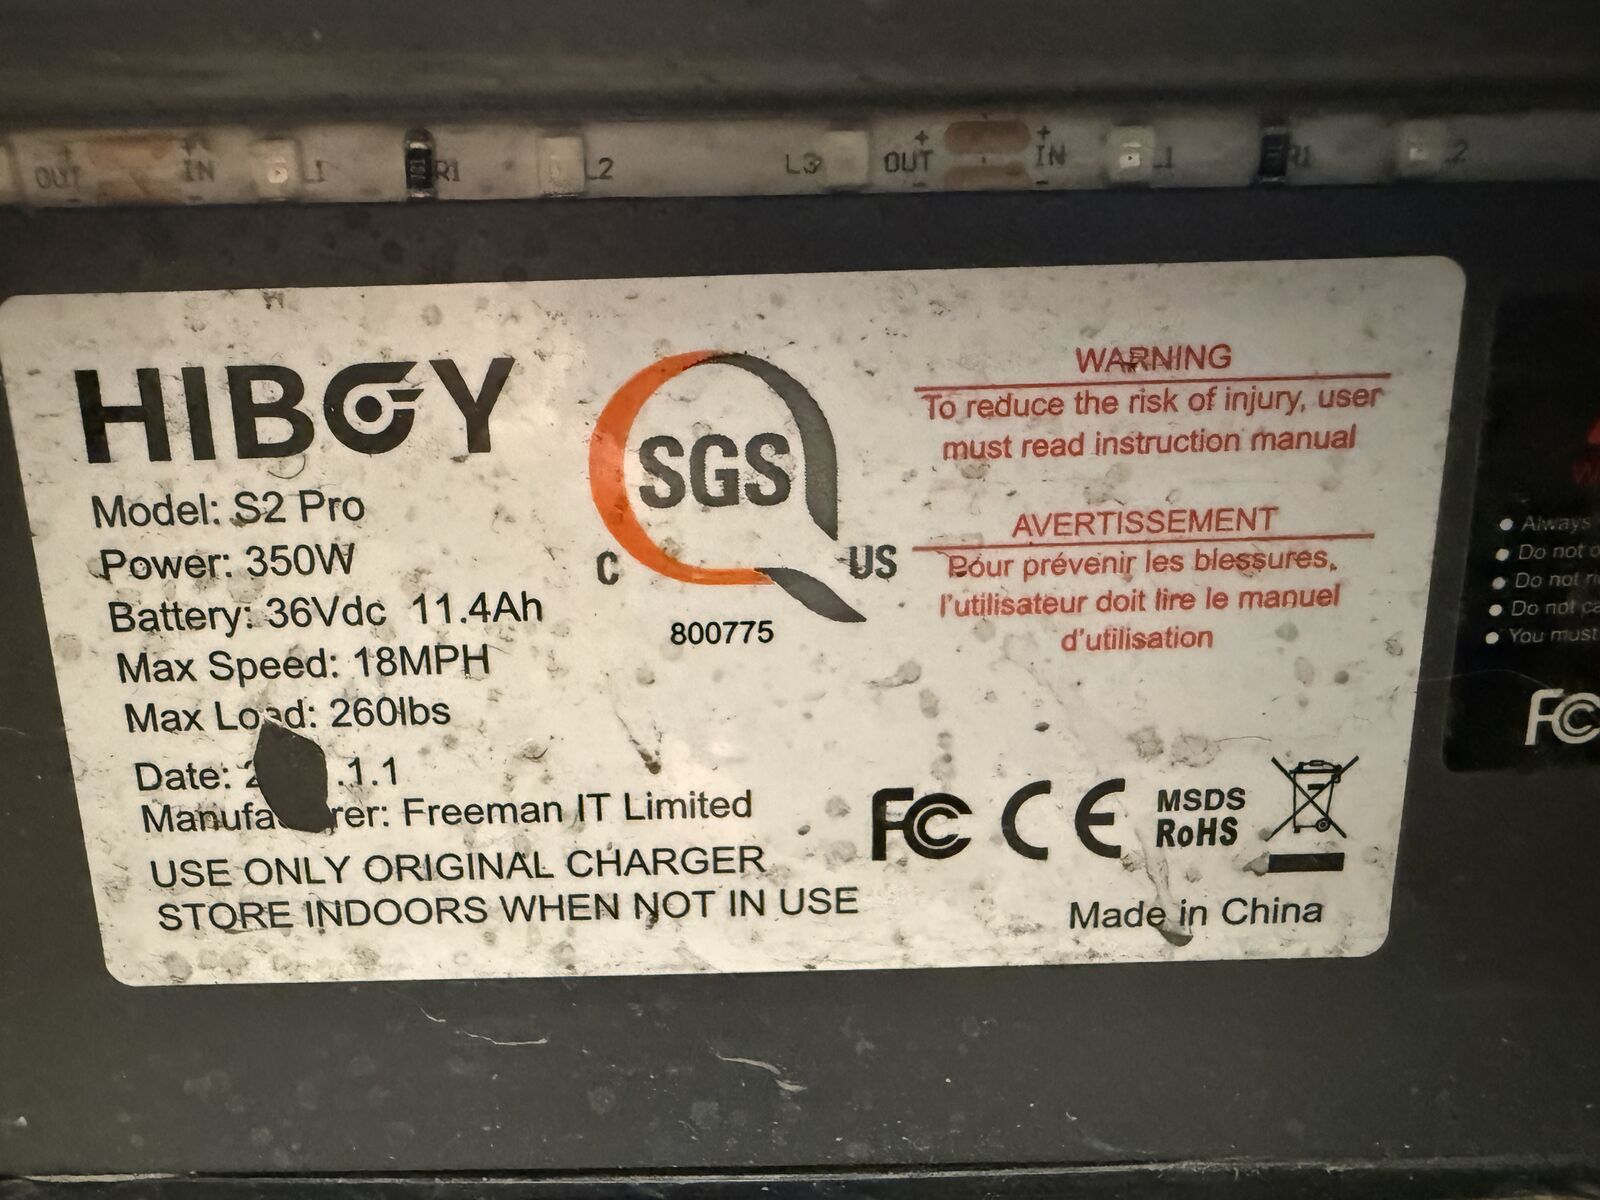 OUT
IN
L1
R1
L2
L3
OUT
IN
L1
R1
L2
HIBOY
Model: S2 Pro
Power: 350W
Battery: 36Vdc 11.4Ah
Max Speed: 18MPH
Max Load: 260lbs
Date: .1.1
Freeman IT Limited
USE ONLY ORIGINAL CHARGER
STORE INDOORS WHEN NOT IN USE
SGS
C US
800775
WARNING
To reduce the risk of injury, user
must read instruction manual
AVERTISSEMENT
Pour prévenir les blessures,
l'utilisateur doit lire le manuel
d'utilisation
FC CE MSDS
RoHS
Made in China
Always
Do not
Do not
Do not
You must
FC